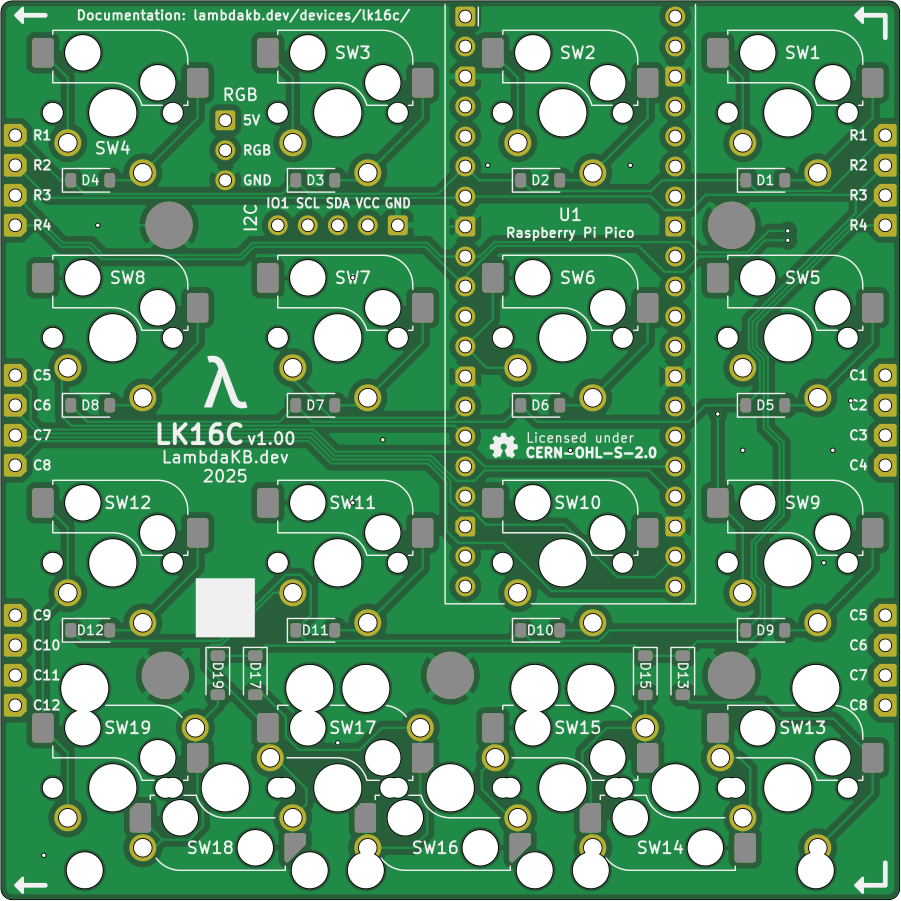 Documentation: lambdakb.dev/devices/lk16c/
SW4
SW3
SW2
SW1
RGB
5V
RGB
GND
R1
R2
R3
R4
R1
R2
R3
R4
D4
D3
D2
D1
I2C
IO1 SCL SDA VCC GND
U1
Raspberry Pi Pico
SW8
SW7
SW6
SW5
C5
C6
C7
C8
C1
C2
C3
C4
D8
D7
D6
D5
λ
LK16C v1.00
LambdaKB.dev
2025
Licensed under
CERN-OHL-S-2.0
SW12
SW11
SW10
SW9
C9
C10
C11
C12
C5
C6
C7
C8
D12
D11
D10
D9
D19
D17
D15
D13
SW19
SW17
SW15
SW13
SW18
SW16
SW14